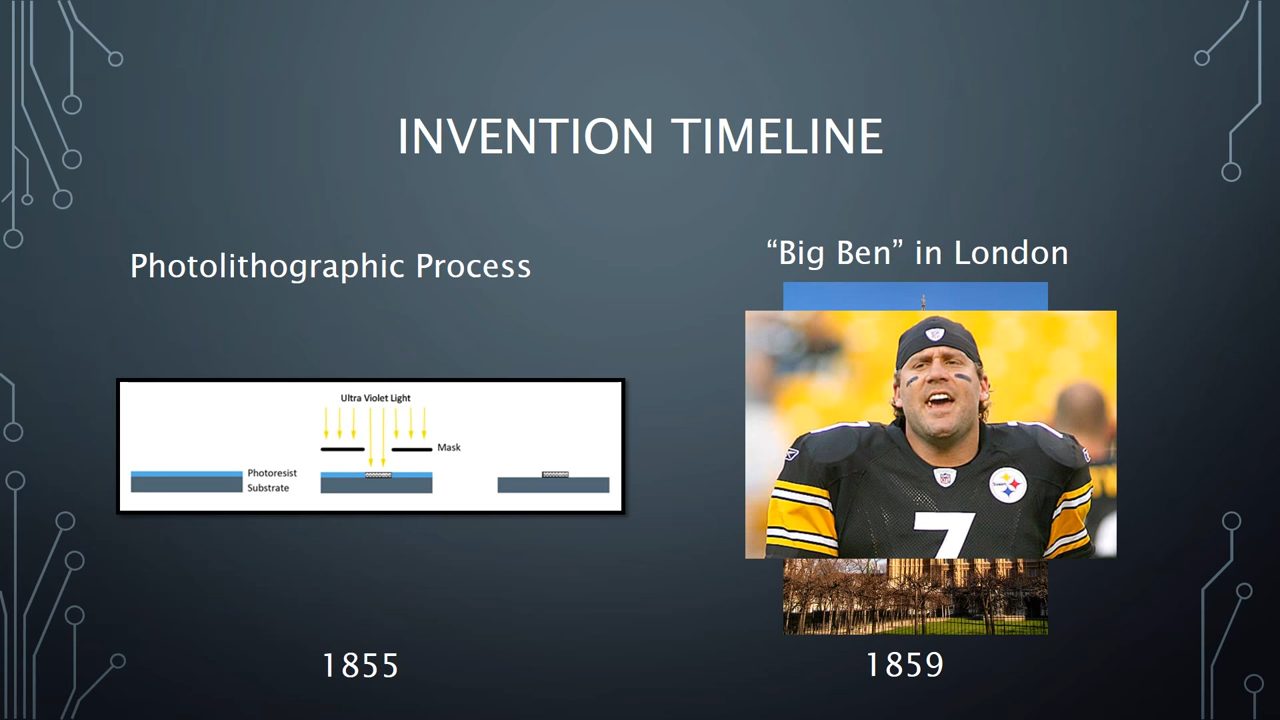 INVENTION TIMELINE
Photolithographic Process
“Big Ben” in London
Ultra Violet Light
Mask
Photoresist
Substrate
7
1855
1859